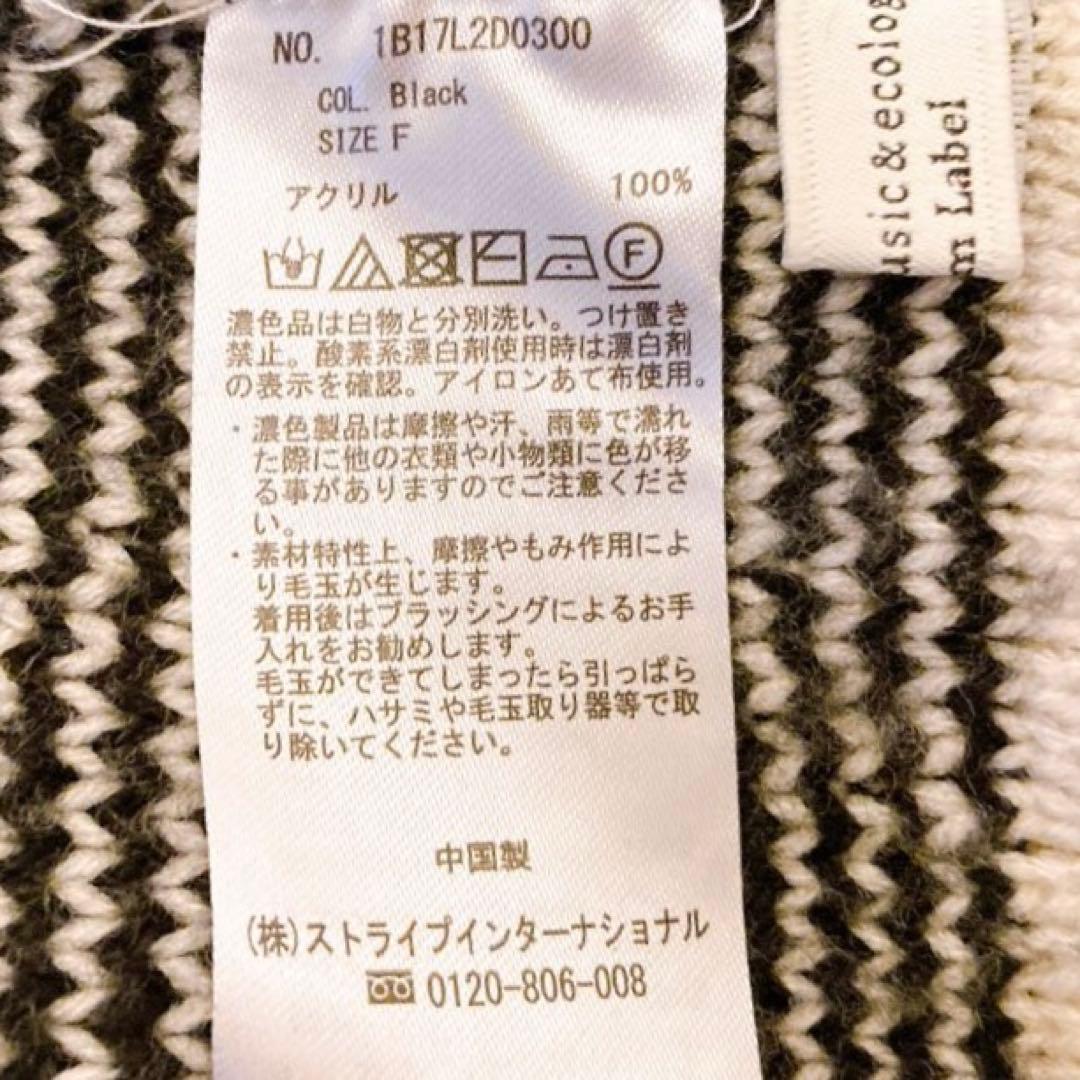 NO. 1B17L2D0300
COL. Black
SIZE F
アクリル 100%
F
濃色品は白物と分別洗い。つけ置き
禁止。酸素系漂白剤使用時は漂白剤
の表示を確認。アイロンあて布使用。
・濃色製品は摩擦や汗、雨等で濡れ
た際に他の衣類や小物類に色が移
る事がありますのでご注意くださ
い。
・素材特性上、摩擦やもみ作用によ
り毛玉が生じます。
着用後はブラッシングによるお手
入れをお勧めします。
毛玉ができてしまったら引っぱら
ずに、ハサミや毛玉取り器等で取
り除いてください。
中国製
(株)ストライプインターナショナル
0120-806-008
usic&ecolog
m Label